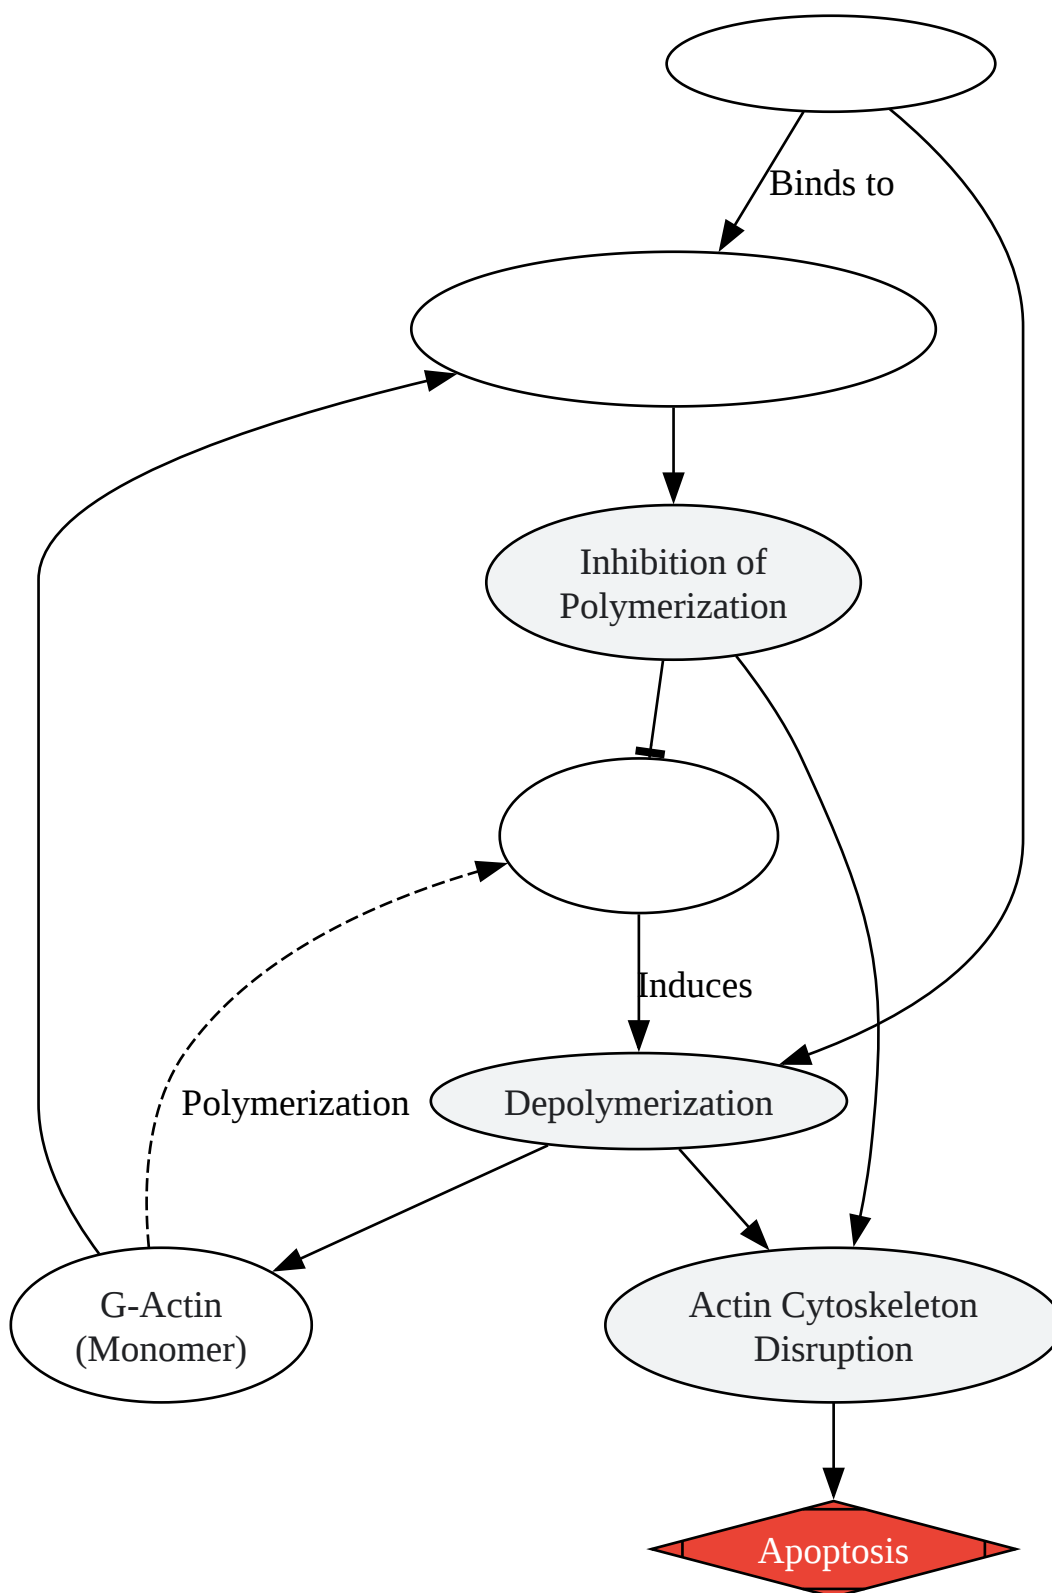 Binds to
Inhibition of
Polymerization
Induces
Polymerization
Depolymerization
G-Actin
(Monomer)
Actin Cytoskeleton
Disruption
Apoptosis